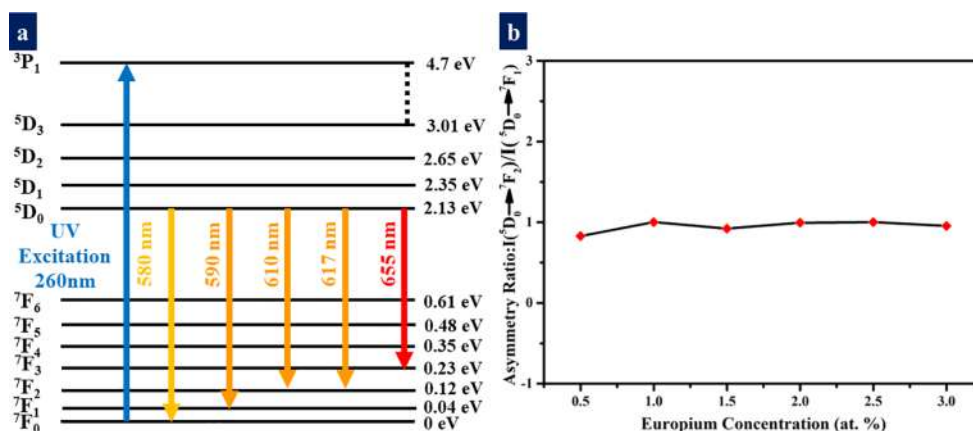 a
³P₁
4.7 eV
⁵D₃
3.01 eV
⁵D₂
2.65 eV
⁵D₁
2.35 eV
⁵D₀
2.13 eV
UV
Excitation
260nm
580 nm
590 nm
610 nm
617 nm
655 nm
⁷F₆
0.61 eV
⁷F₅
0.48 eV
⁷F₄
0.35 eV
⁷F₃
0.23 eV
⁷F₂
0.12 eV
⁷F₁
0.04 eV
⁷F₀
0 eV
b
Asymmetry Ratio:I(⁵D₀→⁷F₂)/I(⁵D₀→⁷F₁)
3
2
1
0
-1
0.5 1.0 1.5 2.0 2.5 3.0
Europium Concentration (at. %)